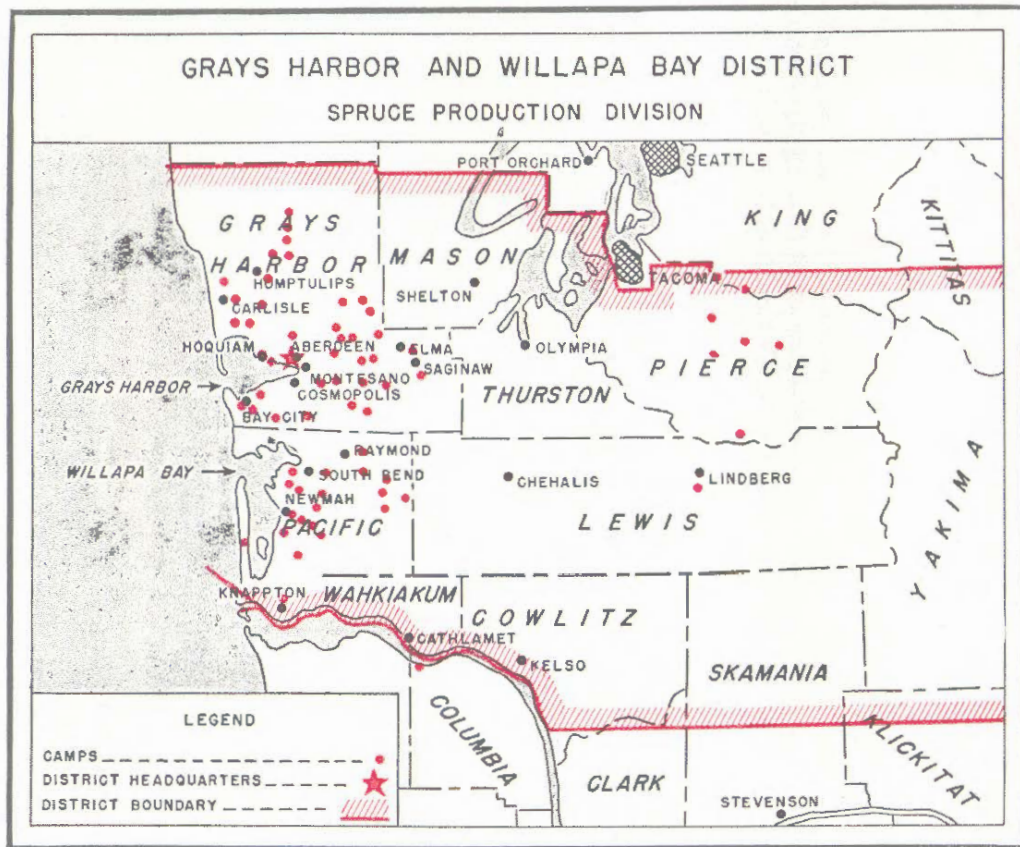 GRAYS HARBOR AND WILLAPA BAY DISTRICT
SPRUCE PRODUCTION DIVISION
PORT ORCHARD
SEATTLE
GRAYS
HARBOR
MASON
KING
KITTITAS
HUMPTULIPS
SHELTON
TACOMA
CARLISLE
HOQUIAM
ABERDEEN
ELMA
OLYMPIA
SAGINAW
PIERCE
GRAYS HARBOR
MONTESANO
COSMOPOLIS
THURSTON
BAY CITY
RAYMOND
WILLAPA BAY
SOUTH BEND
CHEHALIS
LINDBERG
NEWMAH
PACIFIC
LEWIS
YAKIMA
KNAPPTON
WAHKIAKUM
COWLITZ
CATHLAMET
KELSO
SKAMANIA
COLUMBIA
CLARK
KLICKITAT
STEVENSON
LEGEND
CAMPS
DISTRICT HEADQUARTERS
DISTRICT BOUNDARY